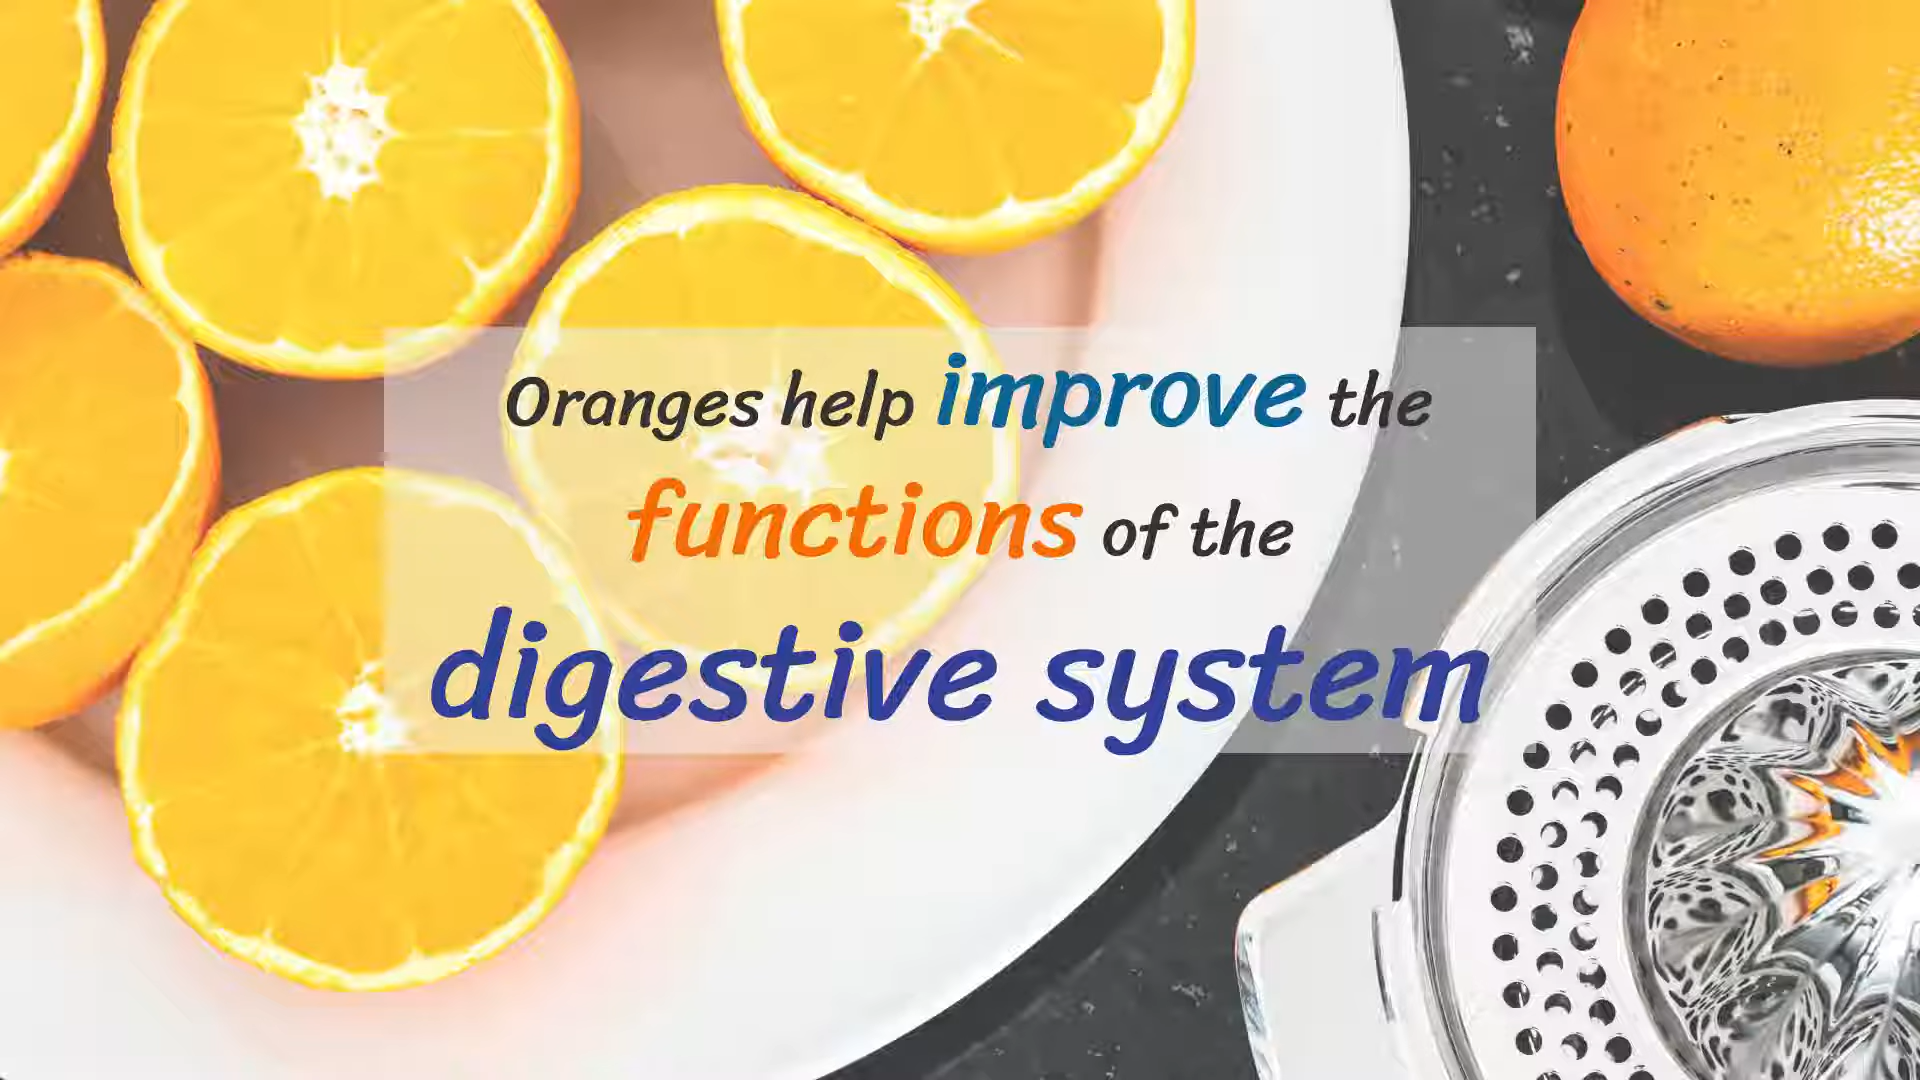 Oranges help improve the
functions of the
digestive system